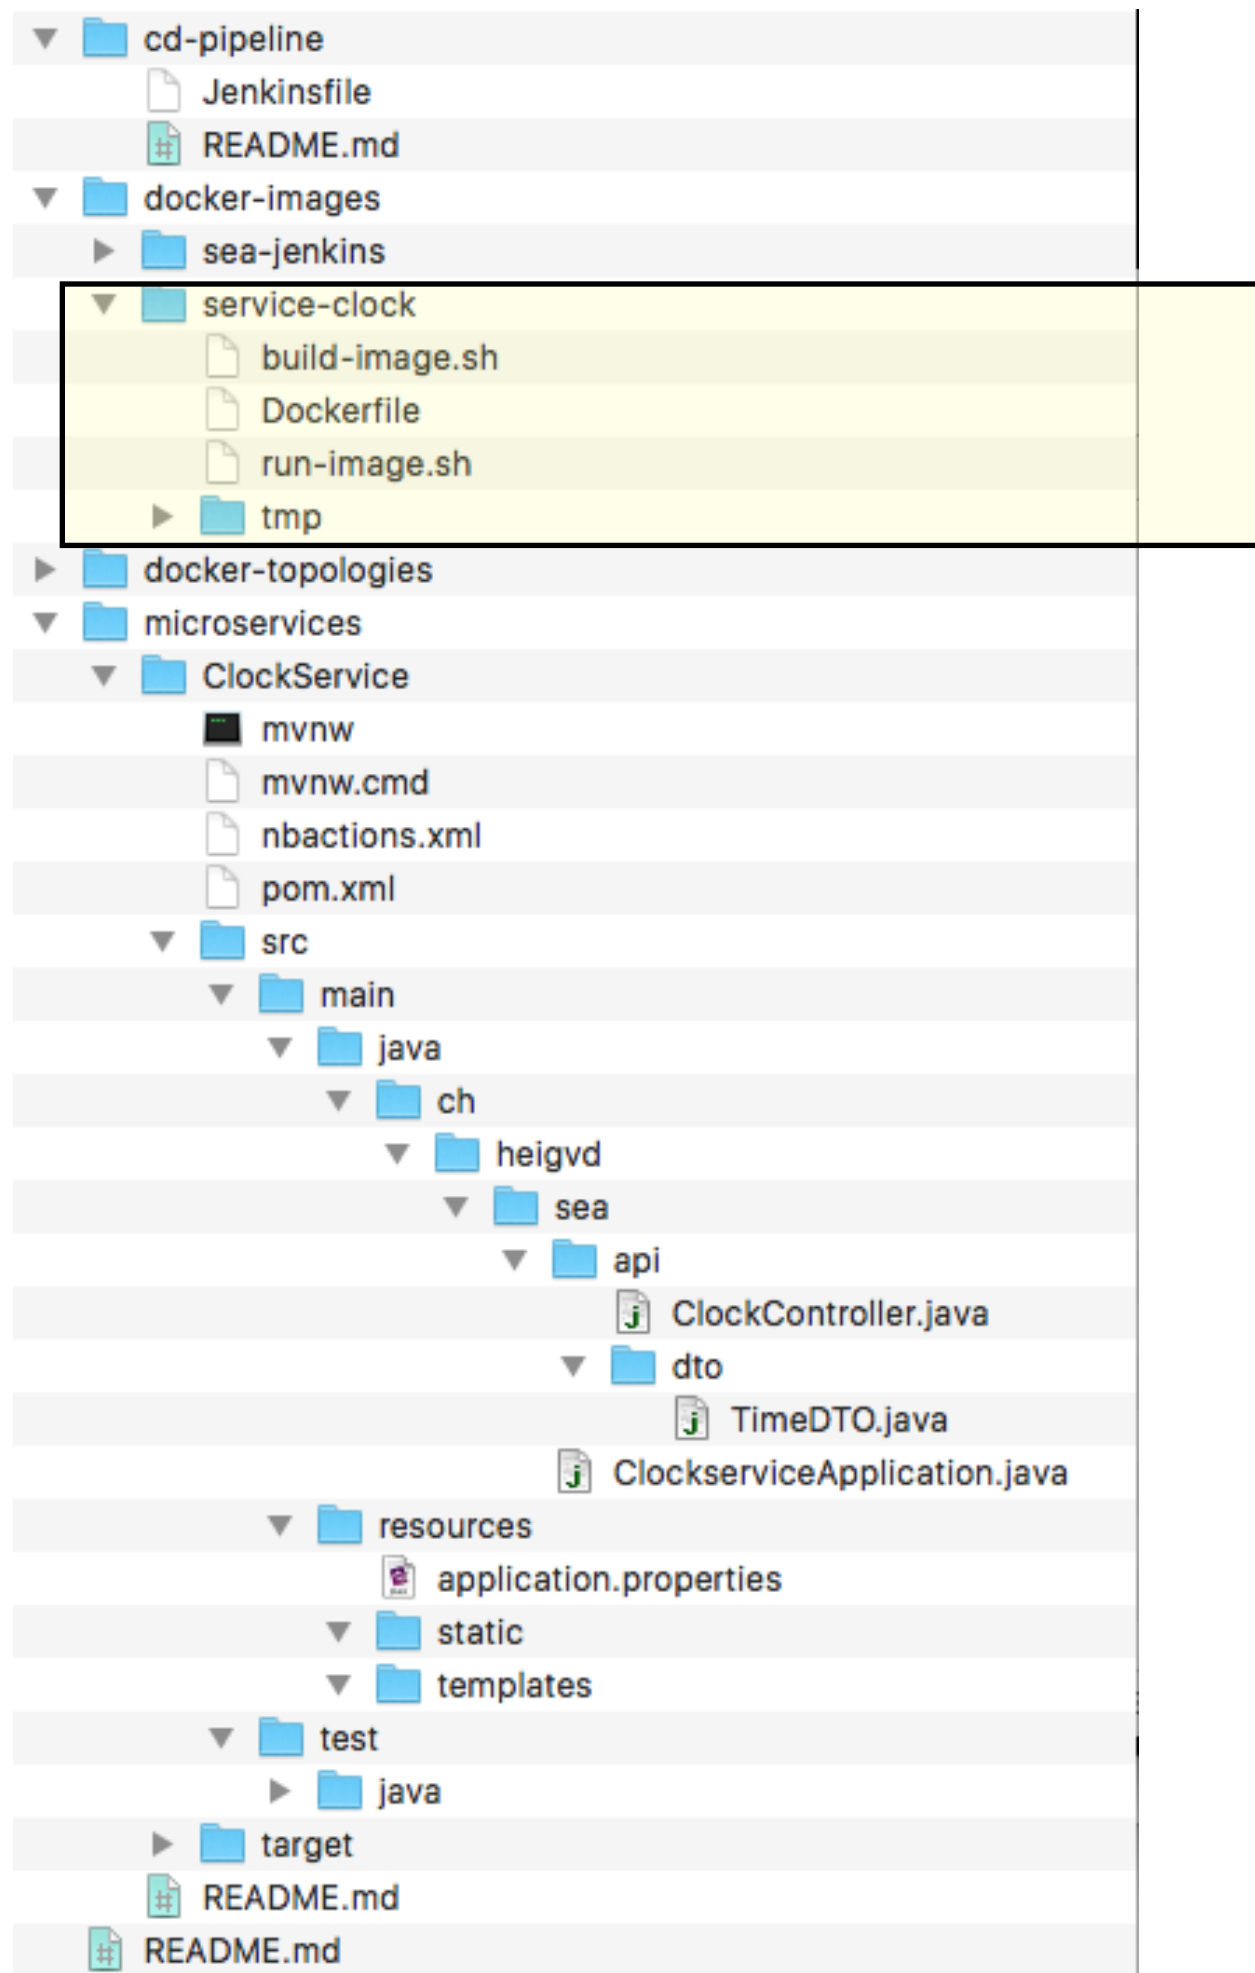 cd-pipeline
Jenkinsfile
README.md
docker-images
sea-jenkins
service-clock
build-image.sh
Dockerfile
run-image.sh
tmp
docker-topologies
microservices
ClockService
mvnw
mvnw.cmd
nbactions.xml
pom.xml
src
main
java
ch
heigvd
sea
api
ClockController.java
dto
TimeDTO.java
ClockserviceApplication.java
resources
application.properties
static
templates
test
java
target
README.md
README.md